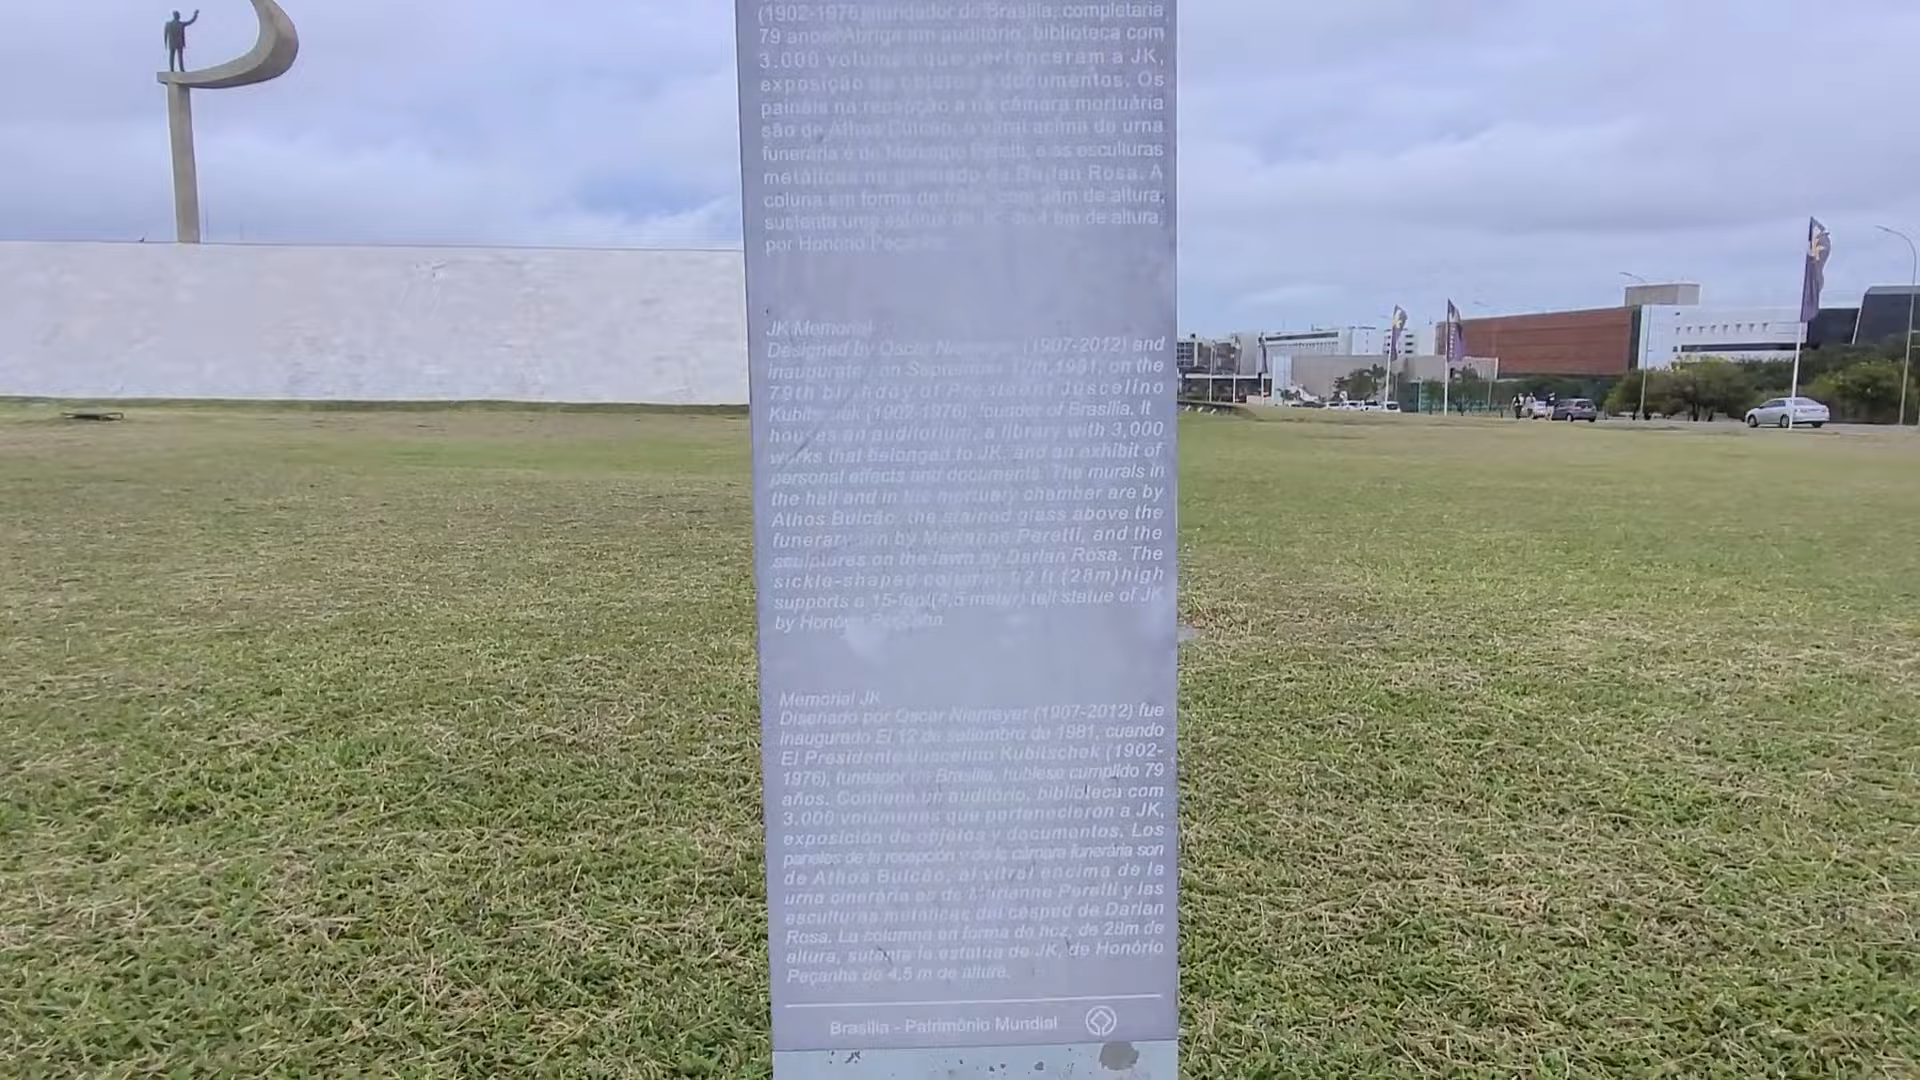 (1902-1976) fundador de Brasília, completaria
79 anos. Abriga um auditório, biblioteca com
3.000 volumes que pertenceram a JK,
exposição de objetos e documentos. Os
painéis na recepção e na câmara mortuária
são de Athos Bulcão, o vitral acima de urna
funerária é de Marianne Peretti, e as esculturas
metálicas no gramado de Darlan Rosa. A
coluna em forma de foice, com 28m de altura,
sustenta uma estátua de JK de 4,5m de altura,
por Honório Peçanha.
JK Memorial
Designed by Oscar Niemeyer (1907-2012) and
inaugurated on September 12th,1981, on the
79th birthday of President Juscelino
Kubitschek (1902-1976), founder of Brasília. It
houses an auditorium, a library with 3,000
works that belonged to JK, and an exhibit of
personal effects and documents. The murals in
the hall and in the mortuary chamber are by
Athos Bulcão, the stained glass above the
funerary urn by Marianne Peretti, and the
sculptures on the lawn by Darlan Rosa. The
sickle-shaped column, 92 ft (28m) high
supports a 15-foot (4,5 meter) tall statue of JK
by Honório
Memorial JK
Disenado por Oscar Niemeyer (1907-2012) fue
inaugurado El 12 de setiembre de 1981, cuando
El Presidente Juscelino Kubitschek (1902-
1976), fundador de Brasilia, hubiese cumplido 79
años. Contiene un auditório, biblioteca com
3.000 volúmenes que pertenecieron a JK,
exposición de objetos y documentos. Los
paneles de la recepción y de la cámara funerária son
de Athos Bulcão, el vitral encima de la
urna cinerária es de Marianne Peretti y las
esculturas metálicas del césped de Darlan
Rosa. La columna en forma de hoz, de 28m de
altura, sutenta la estatua de JK, de Honório
Peçanha de 4,5 m de altura.
Brasília - Patrimônio Mundial